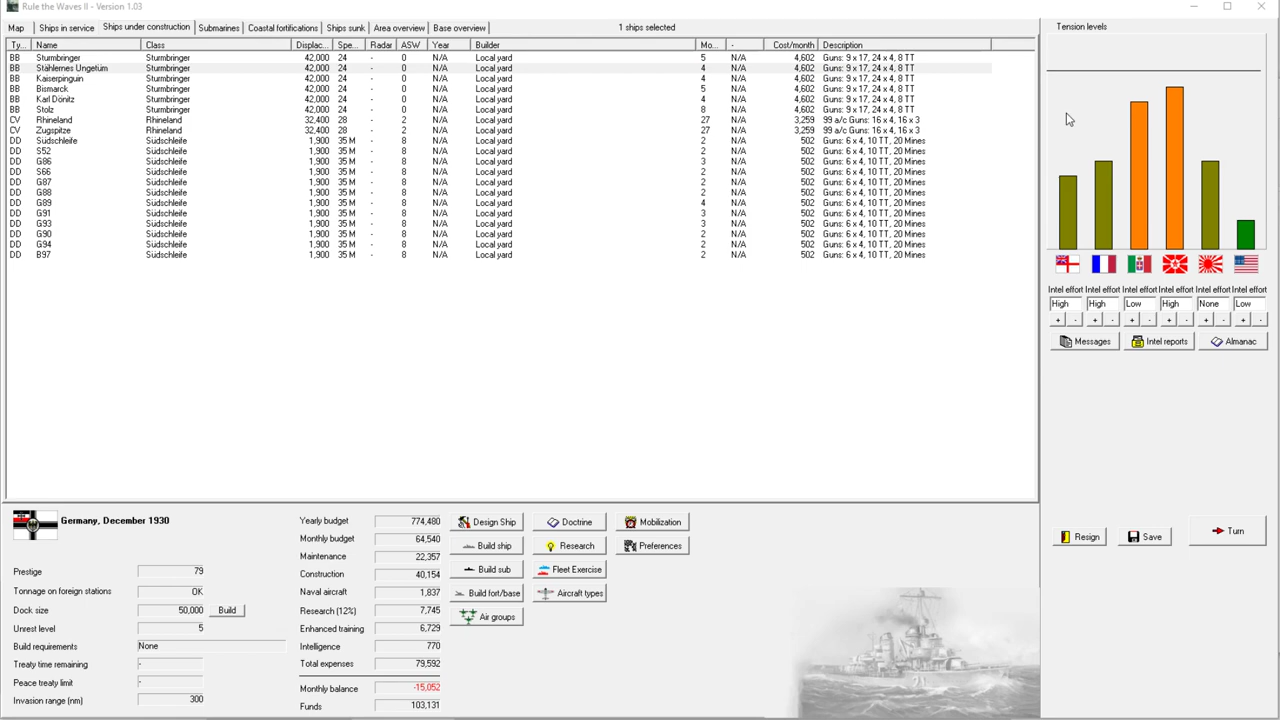 Rule the Waves II - Version 1.03
Map Ships in service Ships under construction Submarines Coastal fortifications Ships sunk Area overview Base overview 1 ships selected Tension levels
Ty... Name Class Displac... Spe... Radar ASW Year Builder Mo... - Cost/month Description
BB Sturmbringer Sturmbringer 42,000 24 - 0 N/A Local yard 5 N/A 4,602 Guns: 9 x 17, 24 x 4, 8 TT
BB Stählernes Ungetüm Sturmbringer 42,000 24 - 0 N/A Local yard 4 N/A 4,602 Guns: 9 x 17, 24 x 4, 8 TT
BB Kaiserpinguin Sturmbringer 42,000 24 - 0 N/A Local yard 4 N/A 4,602 Guns: 9 x 17, 24 x 4, 8 TT
BB Bismarck Sturmbringer 42,000 24 - 0 N/A Local yard 5 N/A 4,602 Guns: 9 x 17, 24 x 4, 8 TT
BB Karl Dönitz Sturmbringer 42,000 24 - 0 N/A Local yard 4 N/A 4,602 Guns: 9 x 17, 24 x 4, 8 TT
BB Stolz Sturmbringer 42,000 24 - 0 N/A Local yard 8 N/A 4,602 Guns: 9 x 17, 24 x 4, 8 TT
CV Rhineland Rhineland 32,400 28 - 2 N/A Local yard 27 N/A 3,259 99 a/c Guns: 16 x 4, 16 x 3
CV Zugspitze Rhineland 32,400 28 - 2 N/A Local yard 27 N/A 3,259 99 a/c Guns: 16 x 4, 16 x 3
DD Südschleife Südschleife 1,900 35 M - 8 N/A Local yard 2 N/A 502 Guns: 6 x 4, 10 TT, 20 Mines
DD S52 Südschleife 1,900 35 M - 8 N/A Local yard 2 N/A 502 Guns: 6 x 4, 10 TT, 20 Mines
DD G86 Südschleife 1,900 35 M - 8 N/A Local yard 3 N/A 502 Guns: 6 x 4, 10 TT, 20 Mines
DD S66 Südschleife 1,900 35 M - 8 N/A Local yard 2 N/A 502 Guns: 6 x 4, 10 TT, 20 Mines
DD G87 Südschleife 1,900 35 M - 8 N/A Local yard 2 N/A 502 Guns: 6 x 4, 10 TT, 20 Mines
DD G88 Südschleife 1,900 35 M - 8 N/A Local yard 2 N/A 502 Guns: 6 x 4, 10 TT, 20 Mines
DD G89 Südschleife 1,900 35 M - 8 N/A Local yard 4 N/A 502 Guns: 6 x 4, 10 TT, 20 Mines
DD G91 Südschleife 1,900 35 M - 8 N/A Local yard 3 N/A 502 Guns: 6 x 4, 10 TT, 20 Mines
DD G93 Südschleife 1,900 35 M - 8 N/A Local yard 3 N/A 502 Guns: 6 x 4, 10 TT, 20 Mines
DD G90 Südschleife 1,900 35 M - 8 N/A Local yard 2 N/A 502 Guns: 6 x 4, 10 TT, 20 Mines
DD G94 Südschleife 1,900 35 M - 8 N/A Local yard 2 N/A 502 Guns: 6 x 4, 10 TT, 20 Mines
DD B97 Südschleife 1,900 35 M - 8 N/A Local yard 2 N/A 502 Guns: 6 x 4, 10 TT, 20 Mines
Intel effort Intel effort Intel effort Intel effort Intel effort Intel effort
High High Low High None Low
+ - + - + - + - + - + -
Messages Intel reports Almanac
Germany, December 1930
Prestige 79
Tonnage on foreign stations OK
Dock size 50,000 Build
Unrest level 5
Build requirements None
Treaty time remaining -
Peace treaty limit -
Invasion range (nm) 300
Yearly budget 774,480
Monthly budget 64,540
Maintenance 22,357
Construction 40,154
Naval aircraft 1,837
Research (12%) 7,745
Enhanced training 6,729
Intelligence 770
Total expenses 79,592
Monthly balance -15,052
Funds 103,131
Design Ship Doctrine Mobilization
Build ship Research Preferences
Build sub Fleet Exercise
Build fort/base Aircraft types
Air groups
Resign Save Turn